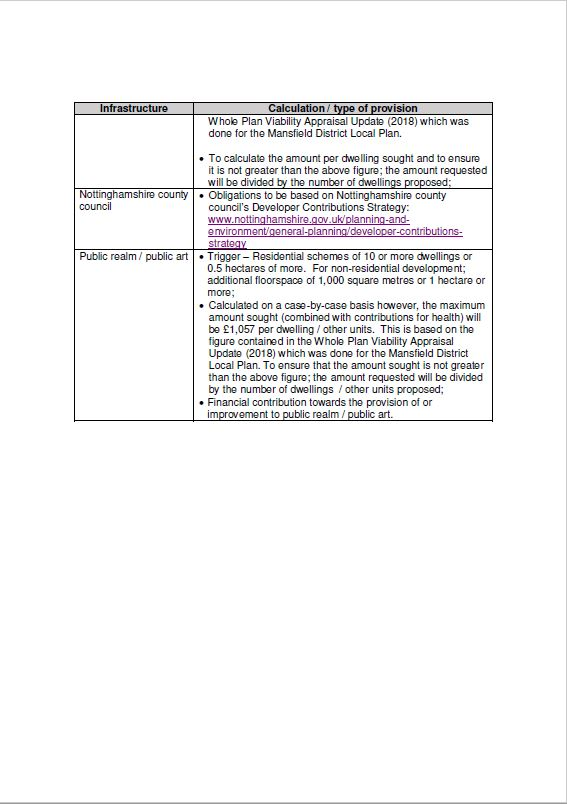 Infrastructure
Calculation / type of provision
Whole Plan Viability Appraisal Update (2018) which was
done for the Mansfield District Local Plan.
• To calculate the amount per dwelling sought and to ensure
it is not greater than the above figure; the amount requested
will be divided by the number of dwellings proposed;
Nottinghamshire county
council
• Obligations to be based on Nottinghamshire county
council's Developer Contributions Strategy:
www.nottinghamshire.gov.uk/planning-and-
environment/general-planning/developer-contributions-
strategy
Public realm / public art
• Trigger – Residential schemes of 10 or more dwellings or
0.5 hectares of more. For non-residential development;
additional floorspace of 1,000 square metres or 1 hectare or
more;
• Calculated on a case-by-case basis however, the maximum
amount sought (combined with contributions for health) will
be £1,057 per dwelling / other units. This is based on the
figure contained in the Whole Plan Viability Appraisal
Update (2018) which was done for the Mansfield District
Local Plan. To ensure that the amount sought is not greater
than the above figure; the amount requested will be divided
by the number of dwellings / other units proposed;
• Financial contribution towards the provision of or
improvement to public realm / public art.